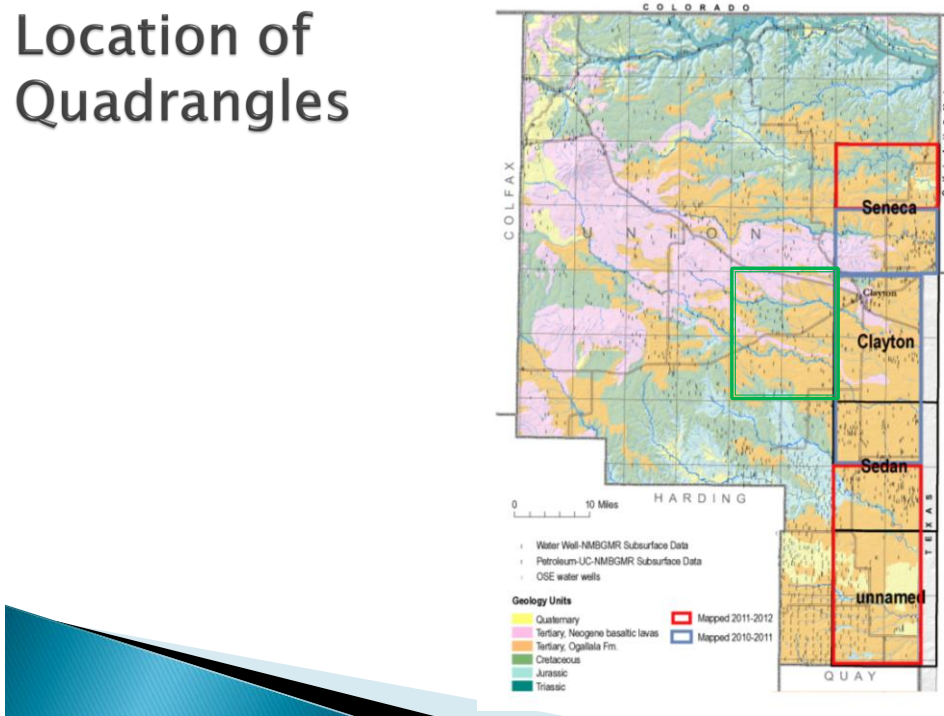 Location of
Quadrangles
COLORADO
COLFAX
Seneca
UNION
Clayton
Clayton
Sedan
HARDING
TEXAS
0 10 Miles
Water Well-NMBGMR Subsurface Data
Petroleum-UC-NMBGMR Subsurface Data
OSE water wells
unnamed
Geology Units
Quaternary
Tertiary, Neogene basaltic lavas
Tertiary, Ogallala Fm.
Cretaceous
Jurassic
Triassic
Mapped 2011-2012
Mapped 2010-2011
QUAY